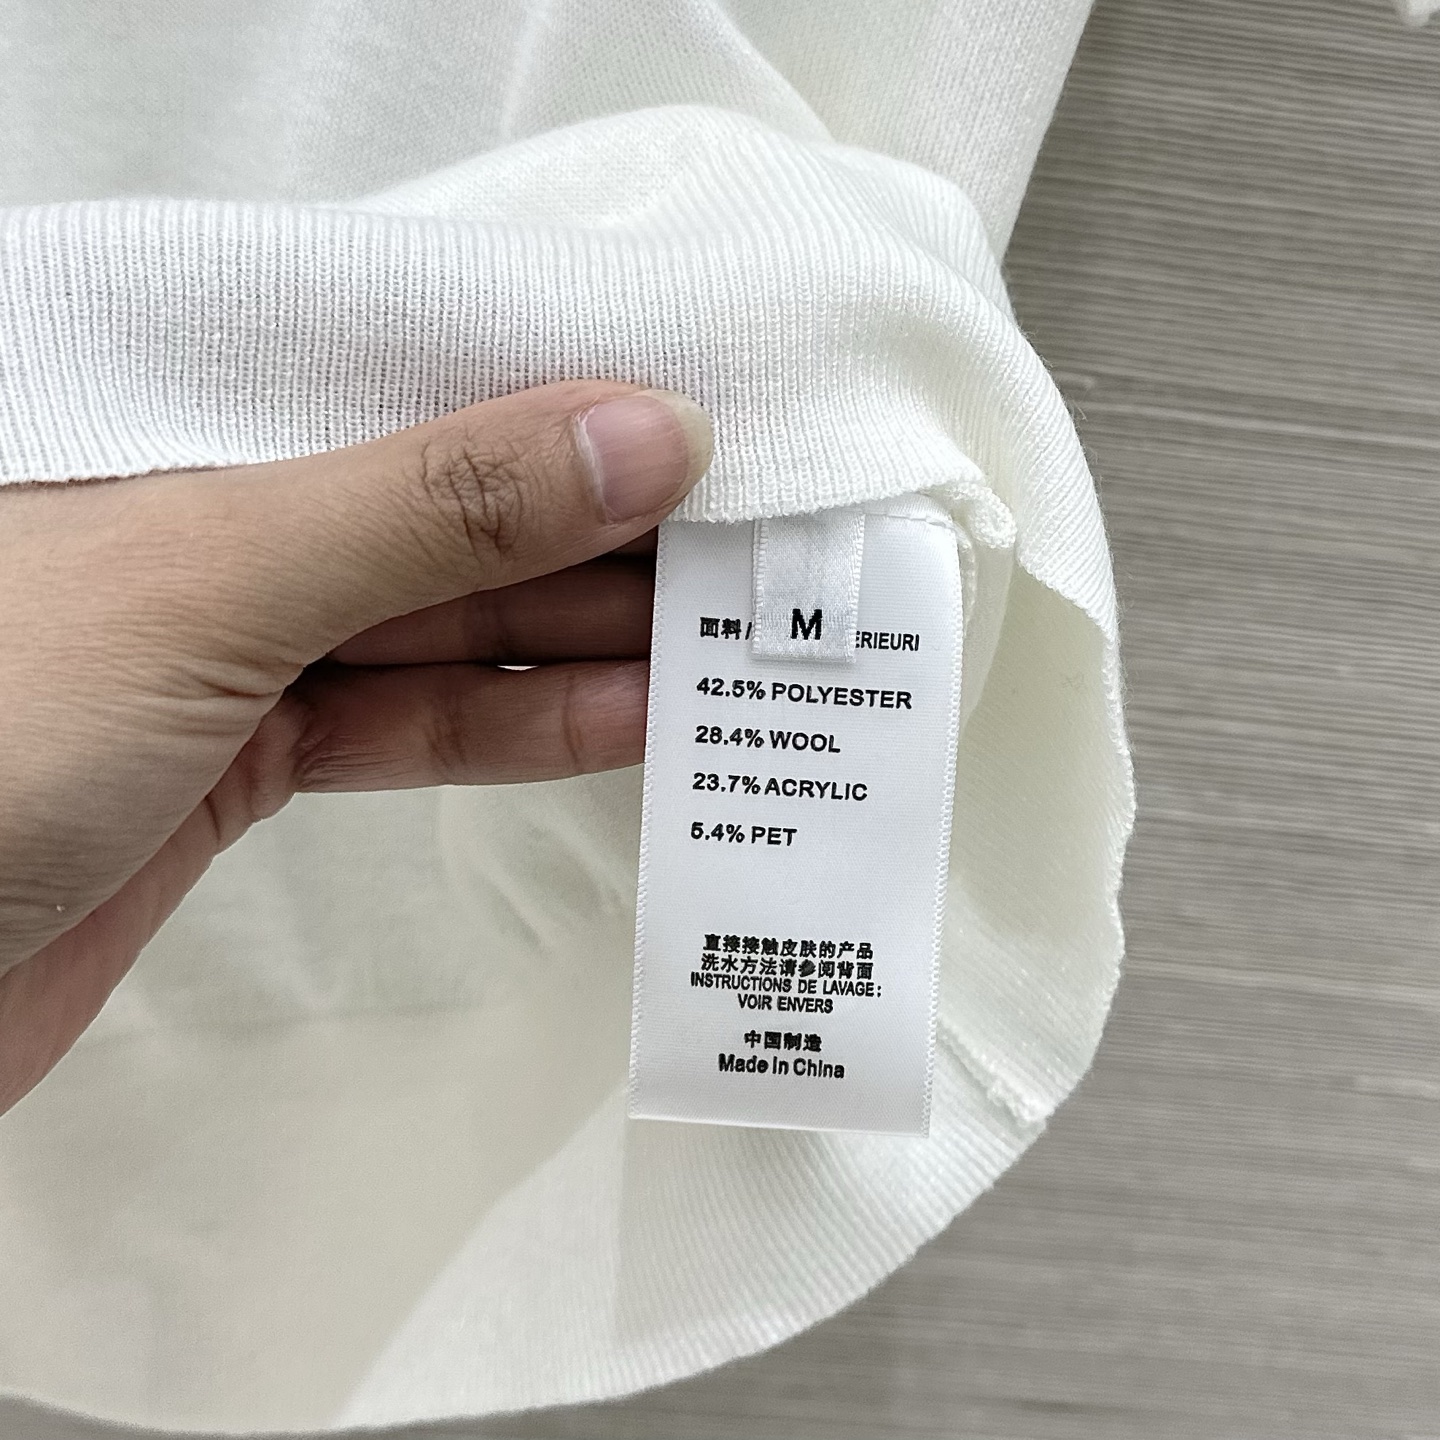 M
面料/ ERIEURI
42.5% POLYESTER
28.4% WOOL
23.7% ACRYLIC
5.4% PET
直接接触皮肤的产品
洗水方法请参阅背面
INSTRUCTIONS DE LAVAGE:
VOIR ENVERS
中国制造
Made In China